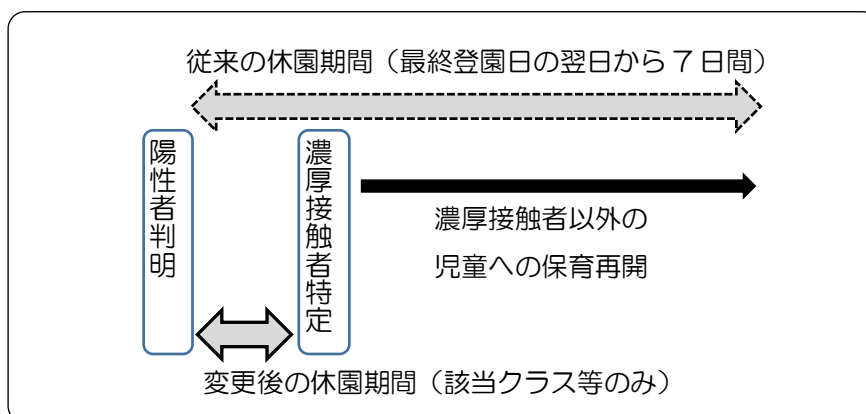 従来の休園期間（最終登園日の翌日から７日間）
陽性者判明
濃厚接触者特定
濃厚接触者以外の
児童への保育再開
変更後の休園期間（該当クラス等のみ）